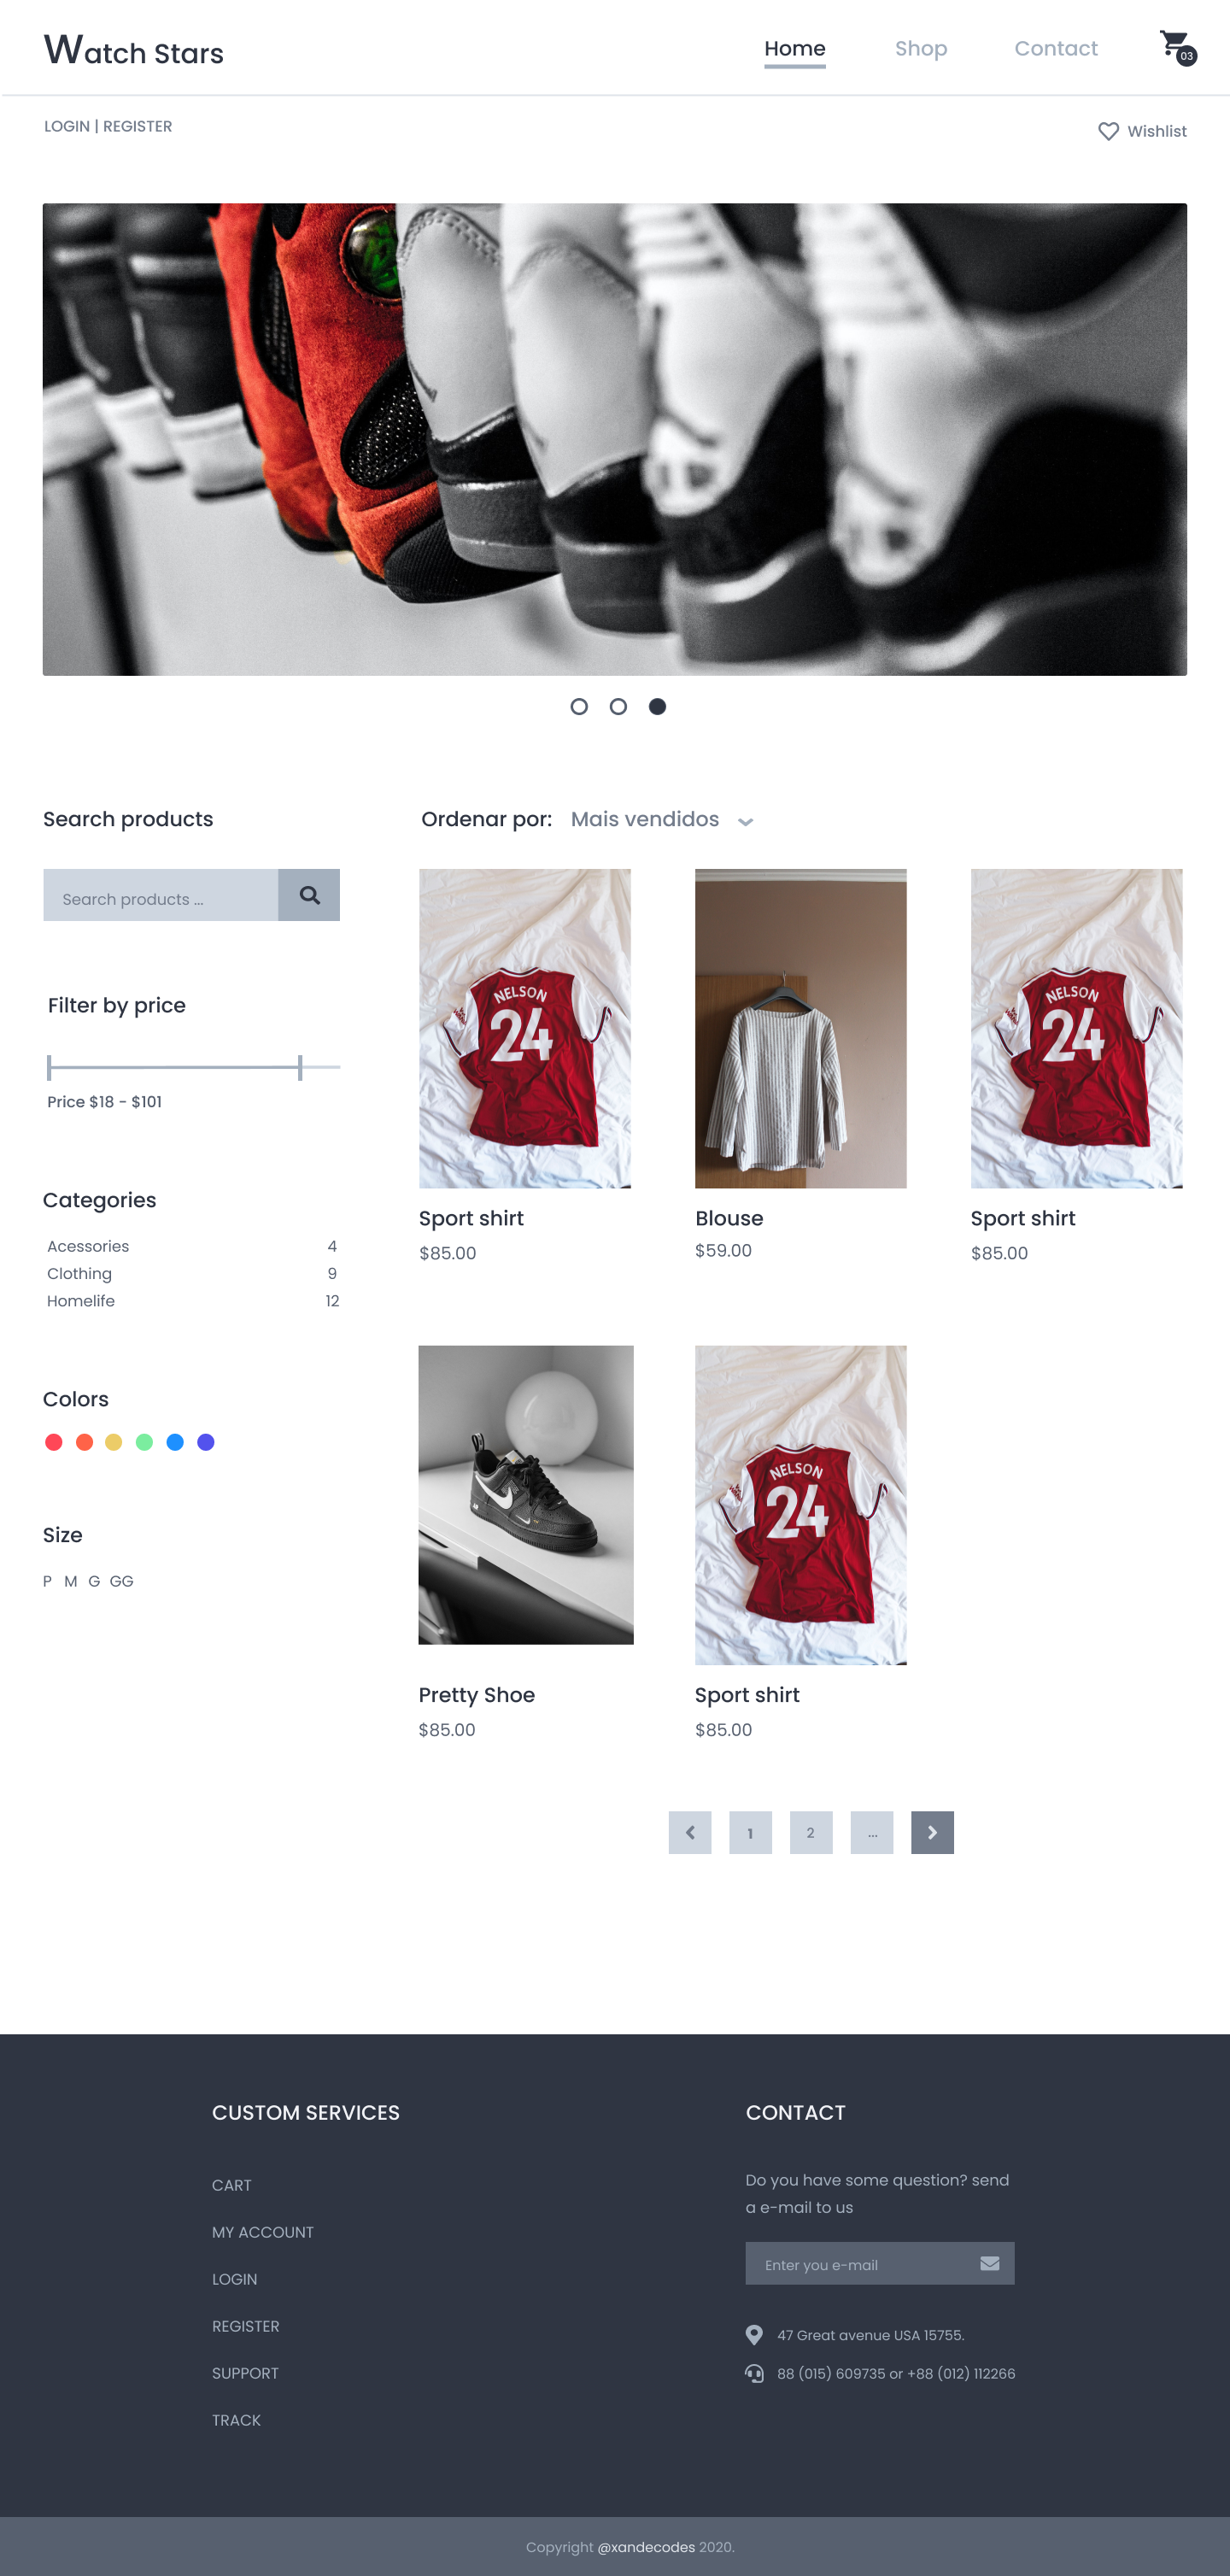 Watch Stars
Home
Shop
Contact
03
LOGIN | REGISTER
Wishlist
Search products
Search products ...
Filter by price
Price $18 - $101
Categories
Acessories 4
Clothing 9
Homelife 12
Colors
Size
P M G GG
Ordenar por: Mais vendidos
NELSON
24
Sport shirt
$85.00
Blouse
$59.00
NELSON
24
Sport shirt
$85.00
Pretty Shoe
$85.00
NELSON
24
Sport shirt
$85.00
1
2
...
CUSTOM SERVICES
CART
MY ACCOUNT
LOGIN
REGISTER
SUPPORT
TRACK
CONTACT
Do you have some question? send
a e-mail to us
Enter you e-mail
47 Great avenue USA 15755.
88 (015) 609735 or +88 (012) 112266
Copyright @xandecodes 2020.